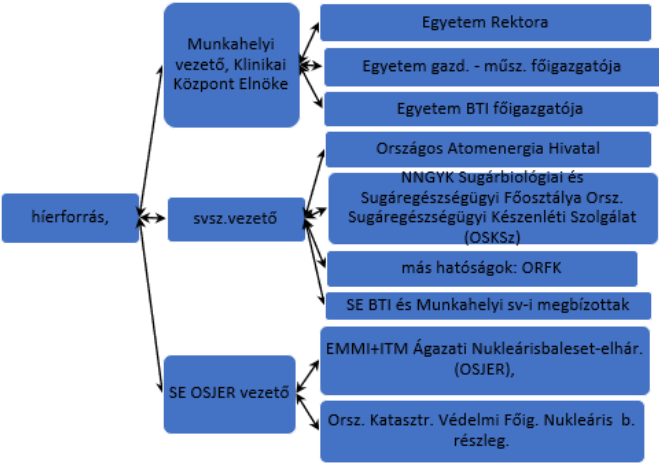 híerforrás,
Munkahelyi
vezető, Klinikai
Központ Elnöke
Egyetem Rektora
Egyetem gazd. - műsz. főigazgatója
Egyetem BTI főigazgatója
svsz.vezető
Országos Atomenergia Hivatal
NNGYK Sugárbiológiai és
Sugáregészségügyi Főosztálya Orsz.
Sugáregészségügyi Készenléti Szolgálat
(OSKSz)
más hatóságok: ORFK
SE BTI és Munkahelyi sv-i megbízottak
SE OSJER vezető
EMMI+ITM Ágazati Nukleárisbaleset-elhár.
(OSJER),
Orsz. Katasztr. Védelmi Főig. Nukleáris b.
részleg.